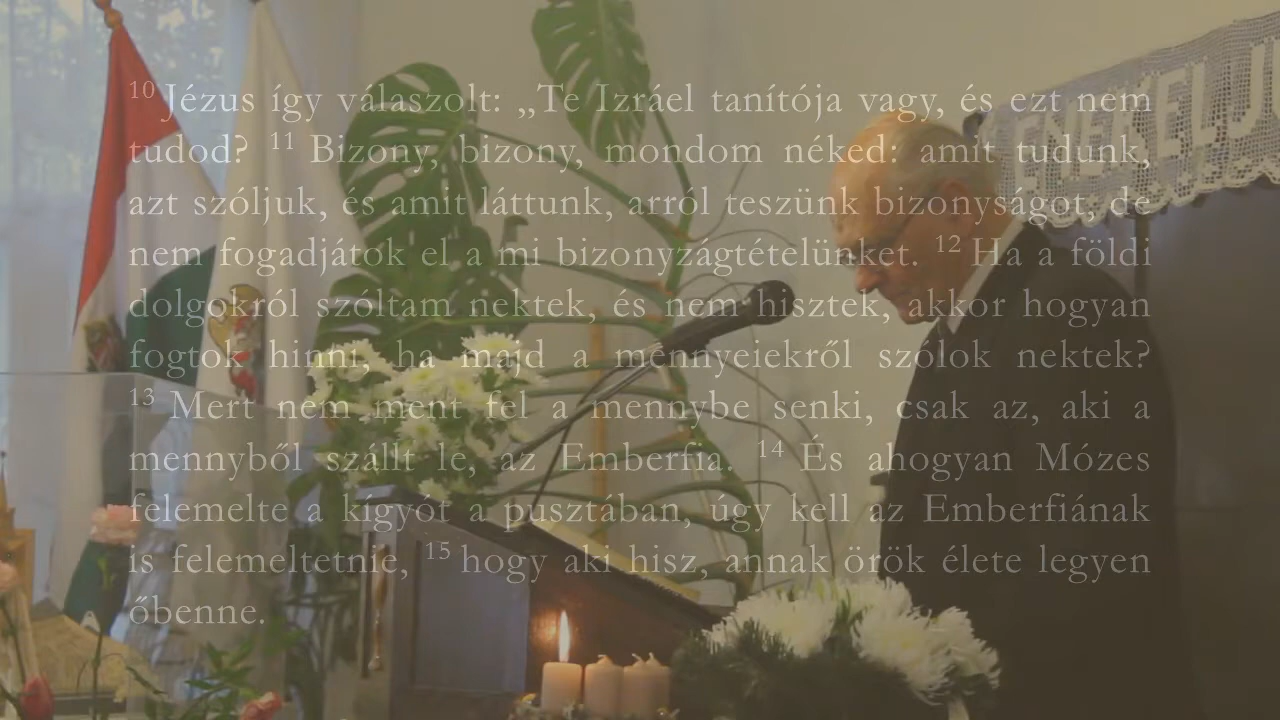 10 Jézus így válaszolt: „Te Izráel tanítója vagy, és ezt nem
tudod? 11 Bizony, bizony, mondom néked: amit tudunk,
azt szóljuk, és amit láttunk, arról teszünk bizonyságot, de
nem fogadjátok el a mi bizonyzágtételünket. 12 Ha a földi
dolgokról szóltam nektek, és nem hisztek, akkor hogyan
fogtok hinni, ha majd a mennyeiekről szólok nektek?
13 Mert nem ment fel a mennybe senki, csak az, aki a
mennyből szállt le, az Emberfia. 14 És ahogyan Mózes
felemelte a kígyót a pusztában, úgy kell az Emberfiának
is felemeltetnie, 15 hogy aki hisz, annak örök élete legyen
őbenne.
ÉNEKELJ